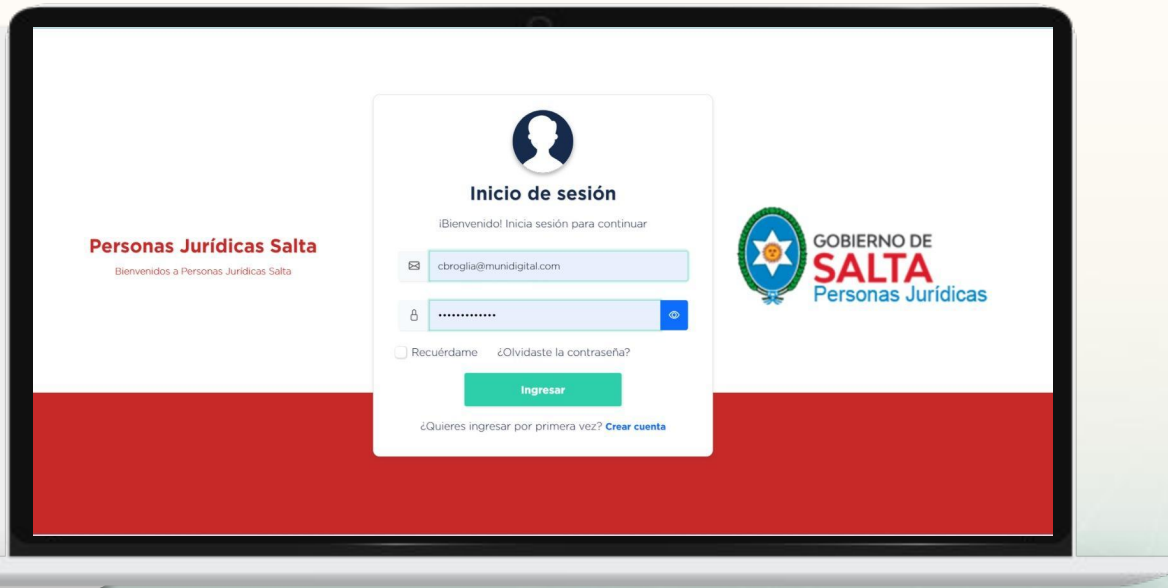 Personas Jurídicas Salta
Bienvenidos a Personas Jurídicas Salta
Inicio de sesión
¡Bienvenido! Inicia sesión para continuar
cbroglia@munidigital.com
•••••••••••••
Recuérdame ¿Olvidaste la contraseña?
Ingresar
¿Quieres ingresar por primera vez? Crear cuenta
GOBIERNO DE
SALTA
Personas Jurídicas